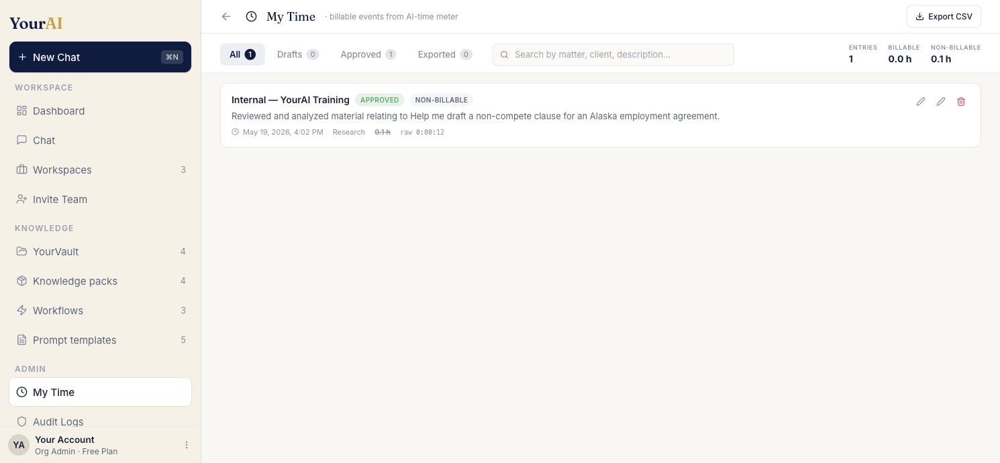 YourAI
New Chat ⌘N
WORKSPACE
Dashboard
Chat
Workspaces 3
Invite Team
KNOWLEDGE
YourVault 4
Knowledge packs 4
Workflows 3
Prompt templates 5
ADMIN
My Time
Audit Logs
YA Your Account
Org Admin · Free Plan
My Time · billable events from AI-time meter Export CSV
All 1 Drafts 0 Approved 1 Exported 0 Search by matter, client, description...
ENTRIES BILLABLE NON-BILLABLE
1 0.0 h 0.1 h
Internal — YourAI Training APPROVED NON-BILLABLE
Reviewed and analyzed material relating to Help me draft a non-compete clause for an Alaska employment agreement.
May 19, 2026, 4:02 PM Research 0.1 h raw 0:00:12